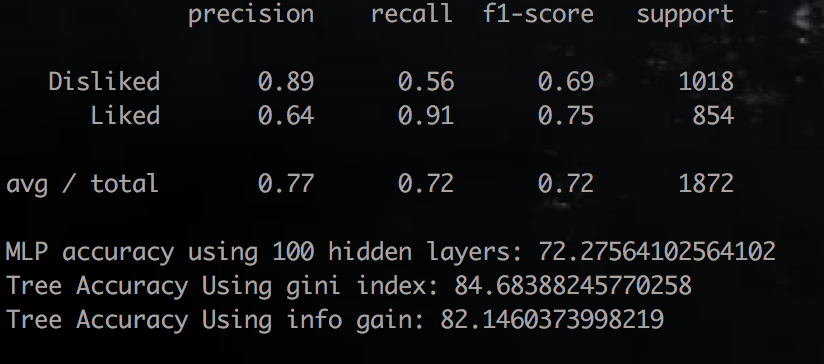 precision recall f1-score support
Disliked 0.89 0.56 0.69 1018
Liked 0.64 0.91 0.75 854
avg / total 0.77 0.72 0.72 1872
MLP accuracy using 100 hidden layers: 72.27564102564102
Tree Accuracy Using gini index: 84.68388245770258
Tree Accuracy Using info gain: 82.1460373998219